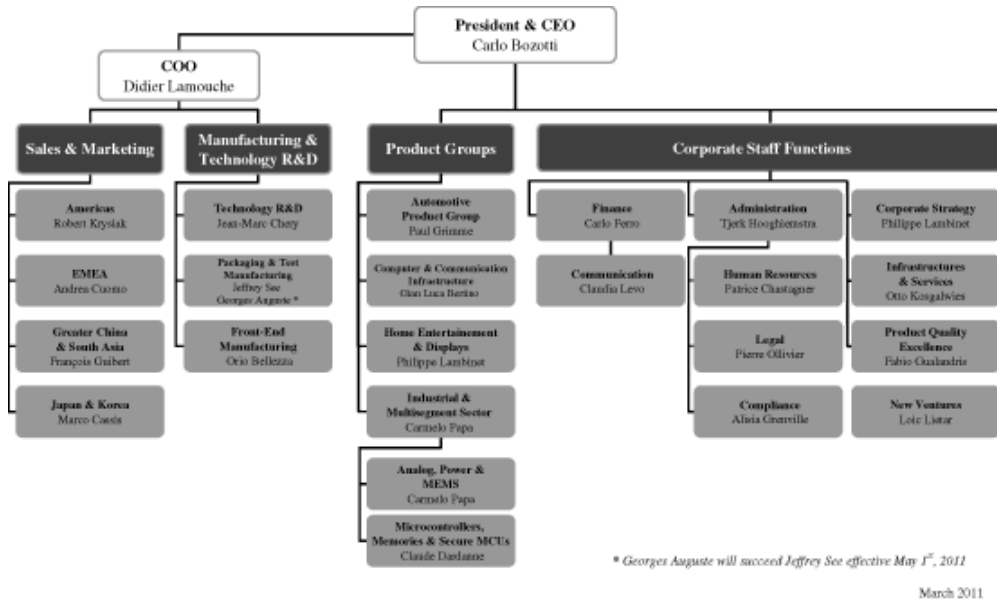 President & CEO
Carlo Bozotti
COO
Didier Lamouche
Sales & Marketing
Manufacturing &
Technology R&D
Product Groups
Corporate Staff Functions
Americas
Robert Krysiak
EMEA
Andrea Cuomo
Greater China
& South Asia
François Guibert
Japan & Korea
Marco Cassis
Technology R&D
Jean-Marc Chery
Packaging & Test
Manufacturing
Jeffrey See
Georges Auguste *
Front-End
Manufacturing
Orio Bellezza
Automotive
Product Group
Paul Grimme
Computer & Communication
Infrastructure
Gian Luca Bertino
Home Entertainement
& Displays
Philippe Lambinet
Industrial &
Multisegment Sector
Carmelo Papa
Analog, Power &
MEMS
Carmelo Papa
Microcontrollers,
Memories & Secure MCUs
Claude Dardanne
Finance
Carlo Ferro
Communication
Claudia Levo
Administration
Tjerk Hooghiemstra
Human Resources
Patrice Chastagner
Legal
Pierre Ollivier
Compliance
Alisia Grenville
Corporate Strategy
Philippe Lambinet
Infrastructures
& Services
Otto Kosgalwies
Product Quality
Excellence
Fabio Gualandris
New Ventures
Loic Lietar
* Georges Auguste will succeed Jeffrey See effective May 1st, 2011
March 2011